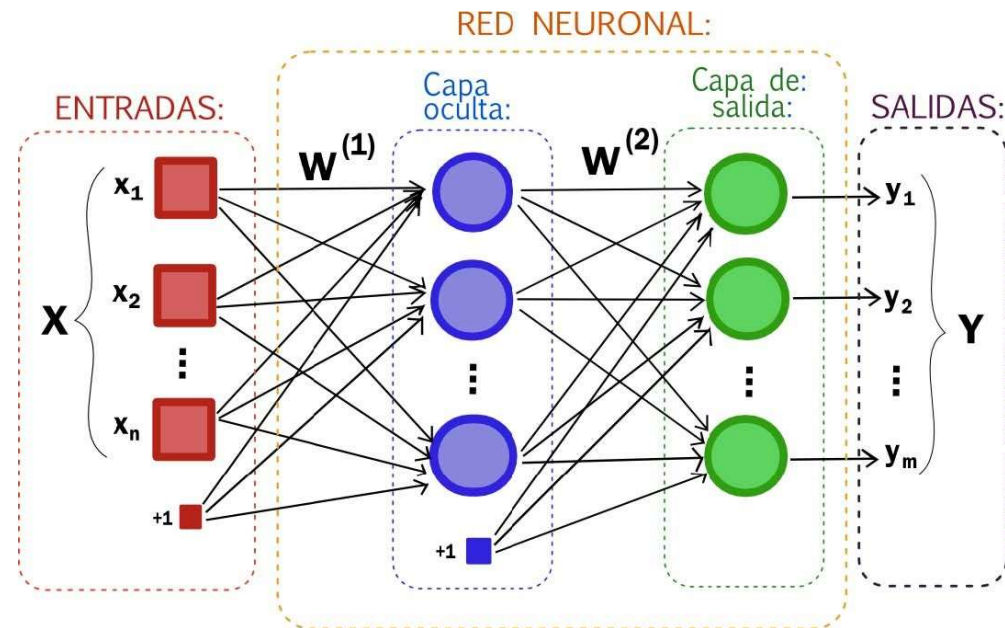 RED NEURONAL:
ENTRADAS:
Capa
oculta:
Capa de
salida:
SALIDAS:
W(1)
W(2)
x1
y1
x2
y2
X
Y
xn
ym
+1
+1